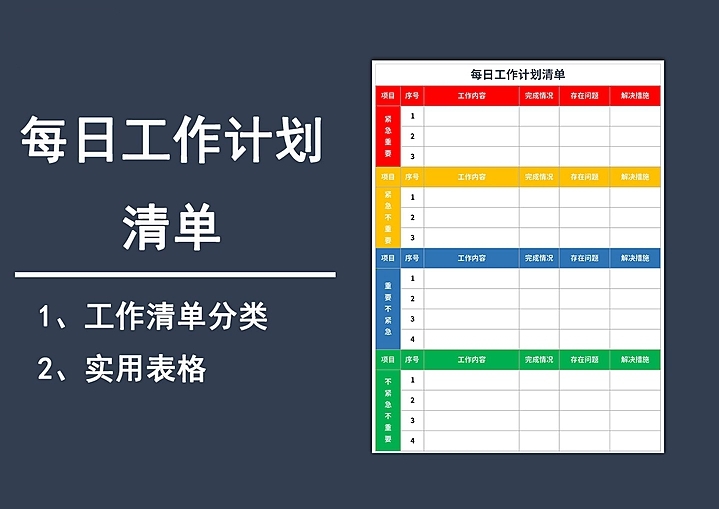 每日工作计划
清单
1、工作清单分类
2、实用表格
每日工作计划清单
项目 序号 工作内容 完成情况 存在问题 解决措施
紧急重要
1
2
3
项目 序号 工作内容 完成情况 存在问题 解决措施
紧急不重要
1
2
3
项目 序号 工作内容 完成情况 存在问题 解决措施
重要不紧急
1
2
3
4
项目 序号 工作内容 完成情况 存在问题 解决措施
不紧急不重要
1
2
3
4